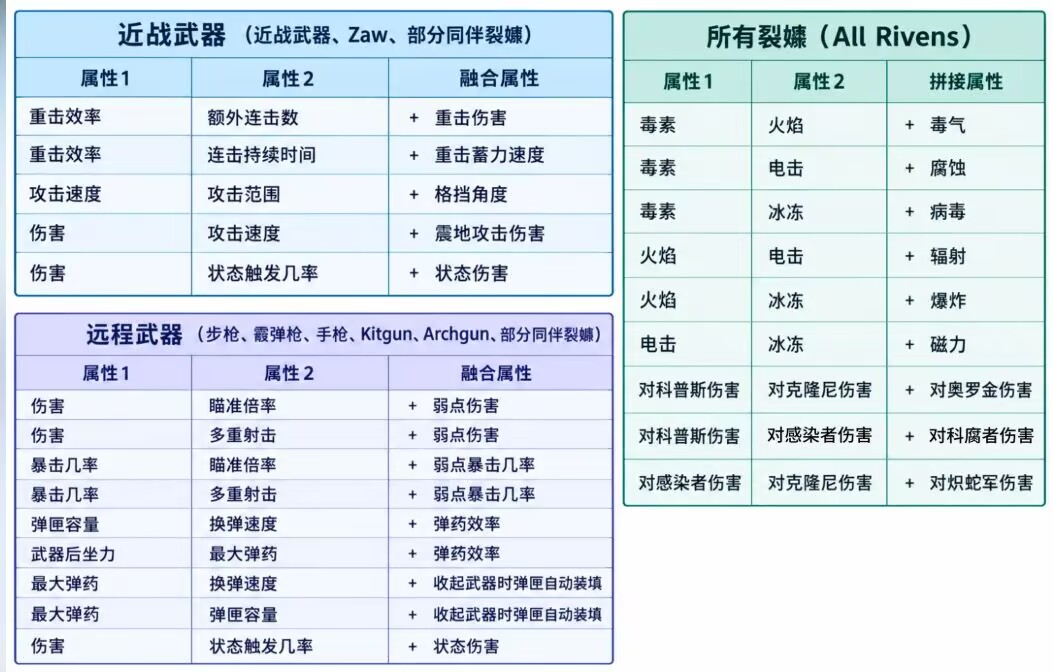 近战武器（近战武器、Zaw、部分同伴裂嫝）
属性1 属性2 融合属性
重击效率 额外连击数 + 重击伤害
重击效率 连击持续时间 + 重击蓄力速度
攻击速度 攻击范围 + 格挡角度
伤害 攻击速度 + 震地攻击伤害
伤害 状态触发几率 + 状态伤害
远程武器（步枪、霞弹枪、手枪、Kitgun、Archgun、部分同伴裂嫝）
属性1 属性2 融合属性
伤害 瞄准倍率 + 弱点伤害
伤害 多重射击 + 弱点伤害
暴击几率 瞄准倍率 + 弱点暴击几率
暴击几率 多重射击 + 弱点暴击几率
弹匣容量 换弹速度 + 弹药效率
武器后坐力 最大弹药 + 弹药效率
最大弹药 换弹速度 + 收起武器时弹匣自动装填
最大弹药 弹匣容量 + 收起武器时弹匣自动装填
伤害 状态触发几率 + 状态伤害
所有裂嫝（All Rivens）
属性1 属性2 拼接属性
毒素 火焰 + 毒气
毒素 电击 + 腐蚀
毒素 冰冻 + 病毒
火焰 电击 + 辐射
火焰 冰冻 + 爆炸
电击 冰冻 + 磁力
对科普斯伤害 对克隆尼伤害 + 对奥罗金伤害
对科普斯伤害 对感染者伤害 + 对科腐者伤害
对感染者伤害 对克隆尼伤害 + 对炽蛇军伤害